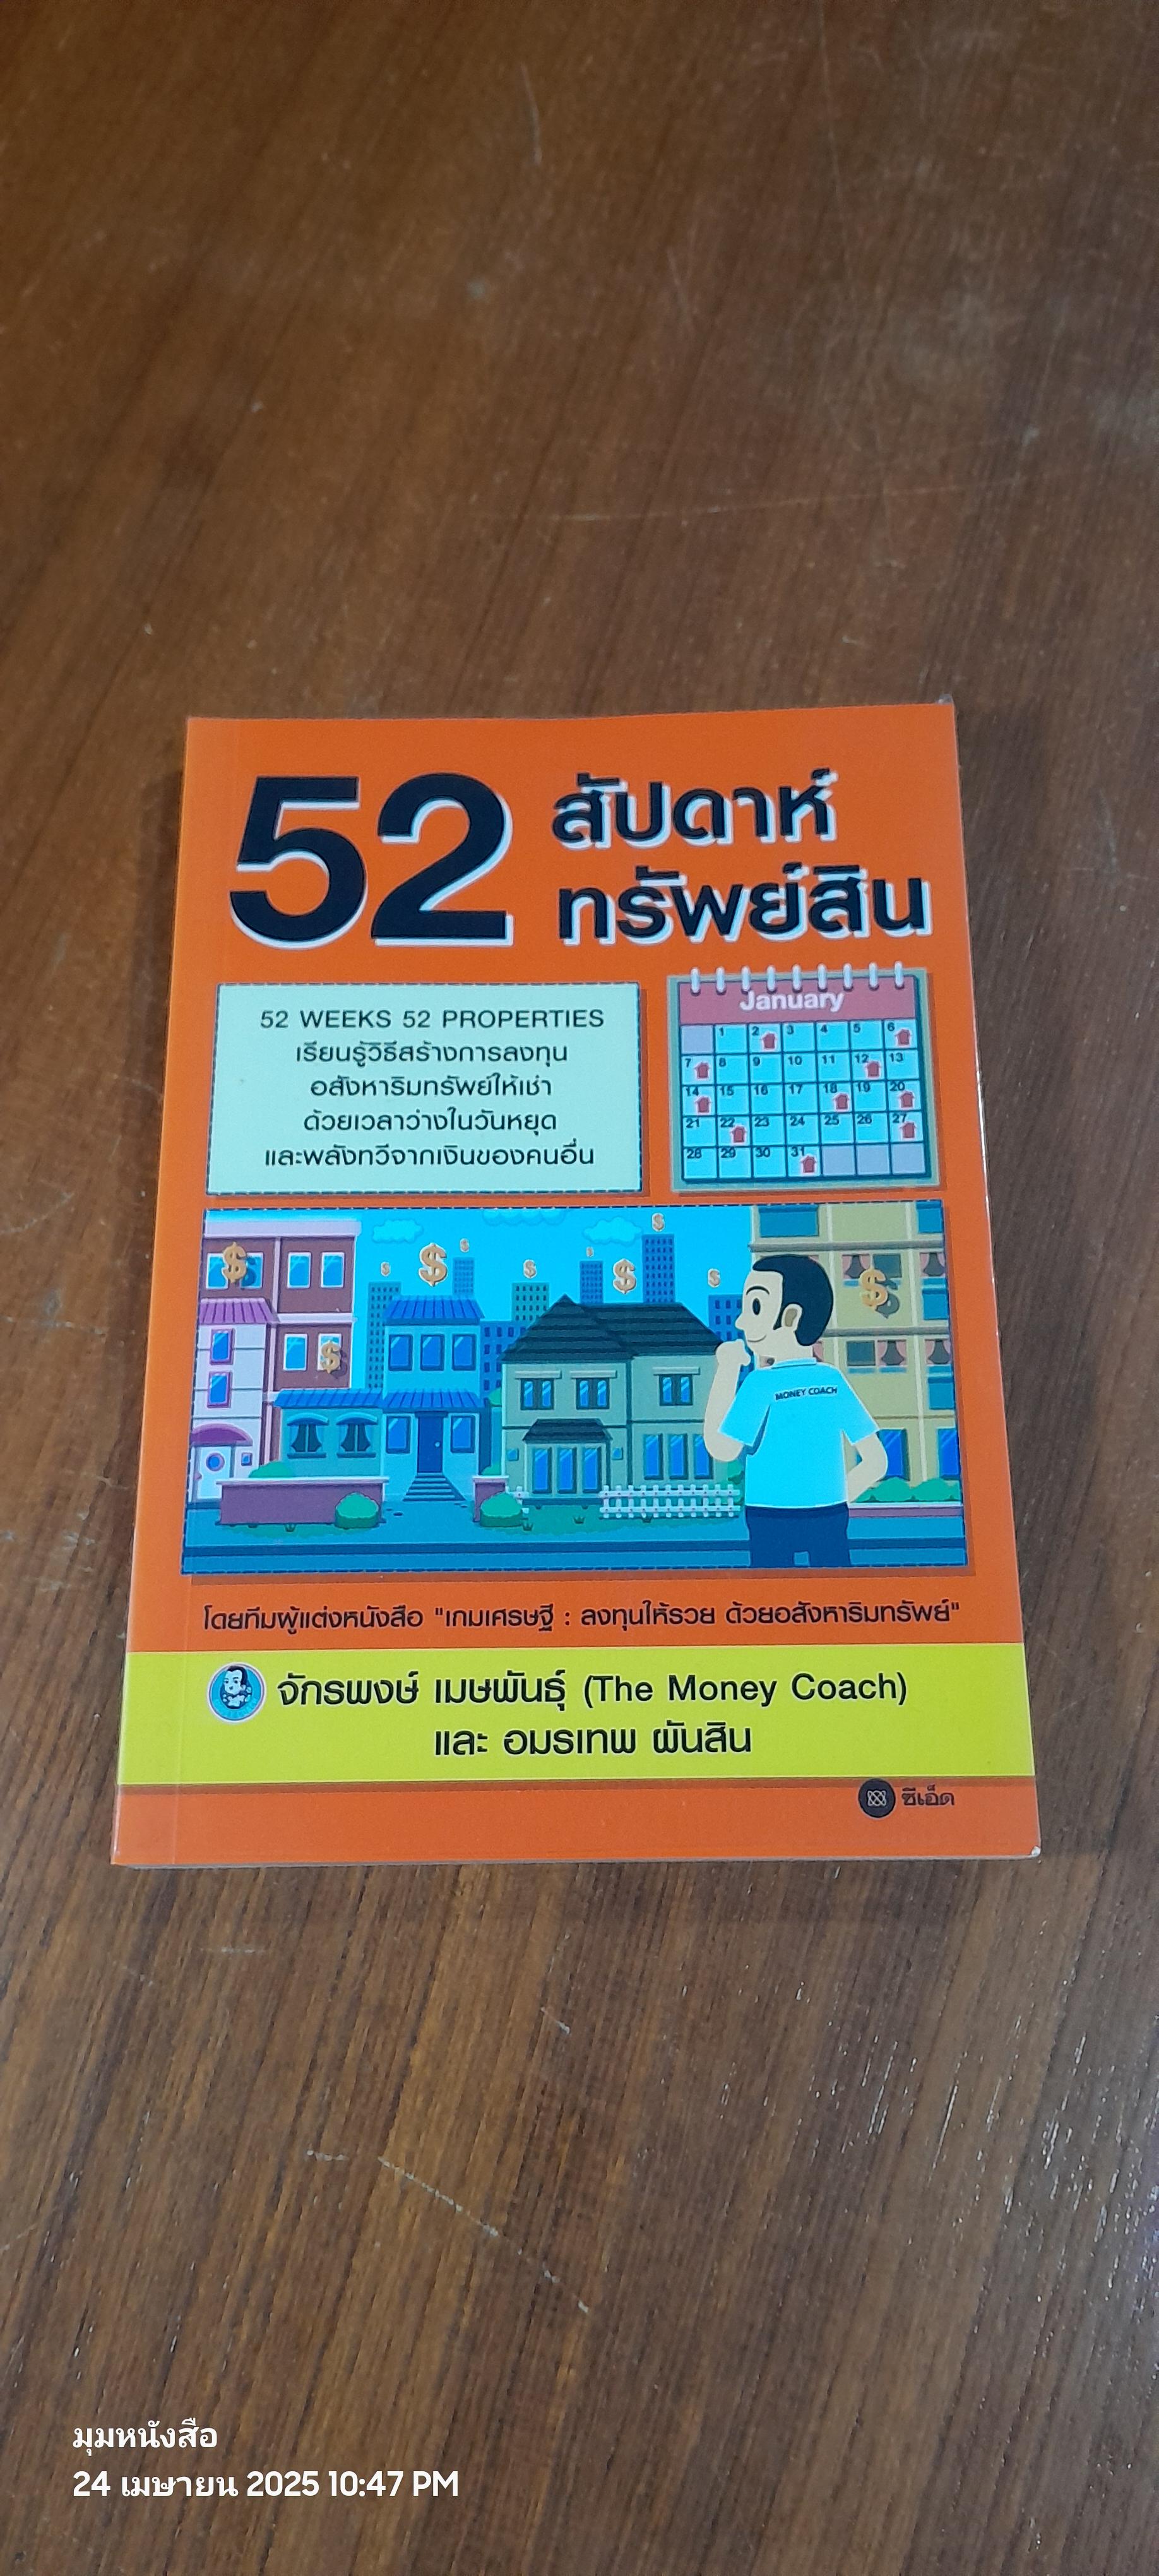 52 สัปดาห์
ทรัพย์สิน
52 WEEKS 52 PROPERTIES
เรียนรู้วิธีสร้างการลงทุน
อสังหาริมทรัพย์ให้เช่า
ด้วยเวลาว่างในวันหยุด
และพลังทวีจากเงินของคนอื่น
January
1 2 3 4 5 6
7 8 9 10 11 12 13
14 15 16 17 18 19 20
21 22 23 24 25 26 27
28 29 30 31
MONEY COACH
โดยทีมผู้แต่งหนังสือ "เกมเศรษฐี : ลงทุนให้รวย ด้วยอสังหาริมทรัพย์"
จักรพงษ์ เมษพันธุ์ (The Money Coach)
และ อมรเทพ ผันสิน
ซีเอ็ด
มุมหนังสือ
24 เมษายน 2025 10:47 PM